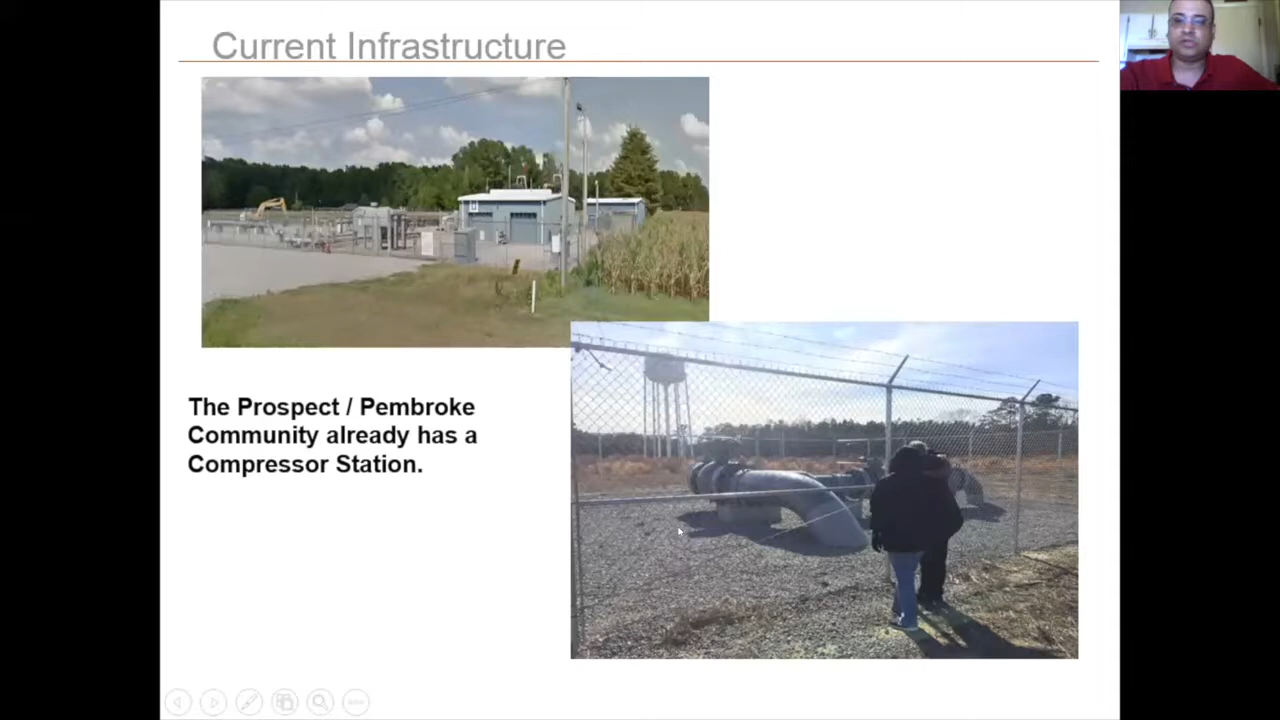 Current Infrastructure
The Prospect / Pembroke
Community already has a
Compressor Station.